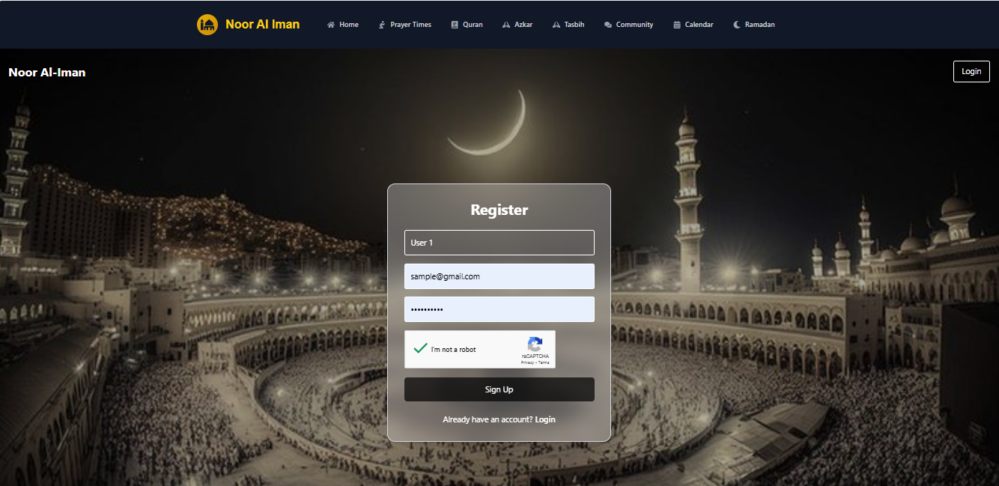 Noor Al Iman Home Prayer Times Quran Azkar Tasbih Community Calendar Ramadan
Noor Al-Iman Login
Register
User 1
sample@gmail.com
••••••••••
I'm not a robot
reCAPTCHA
Privacy - Terms
Sign Up
Already have an account? Login